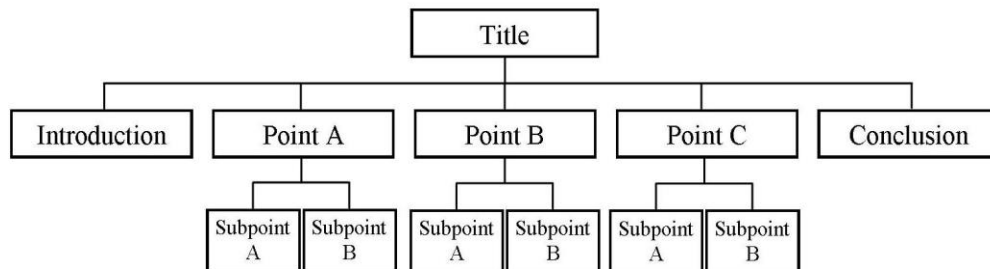 Title
Introduction
Point A
Point B
Point C
Conclusion
Subpoint
A
Subpoint
B
Subpoint
A
Subpoint
B
Subpoint
A
Subpoint
B